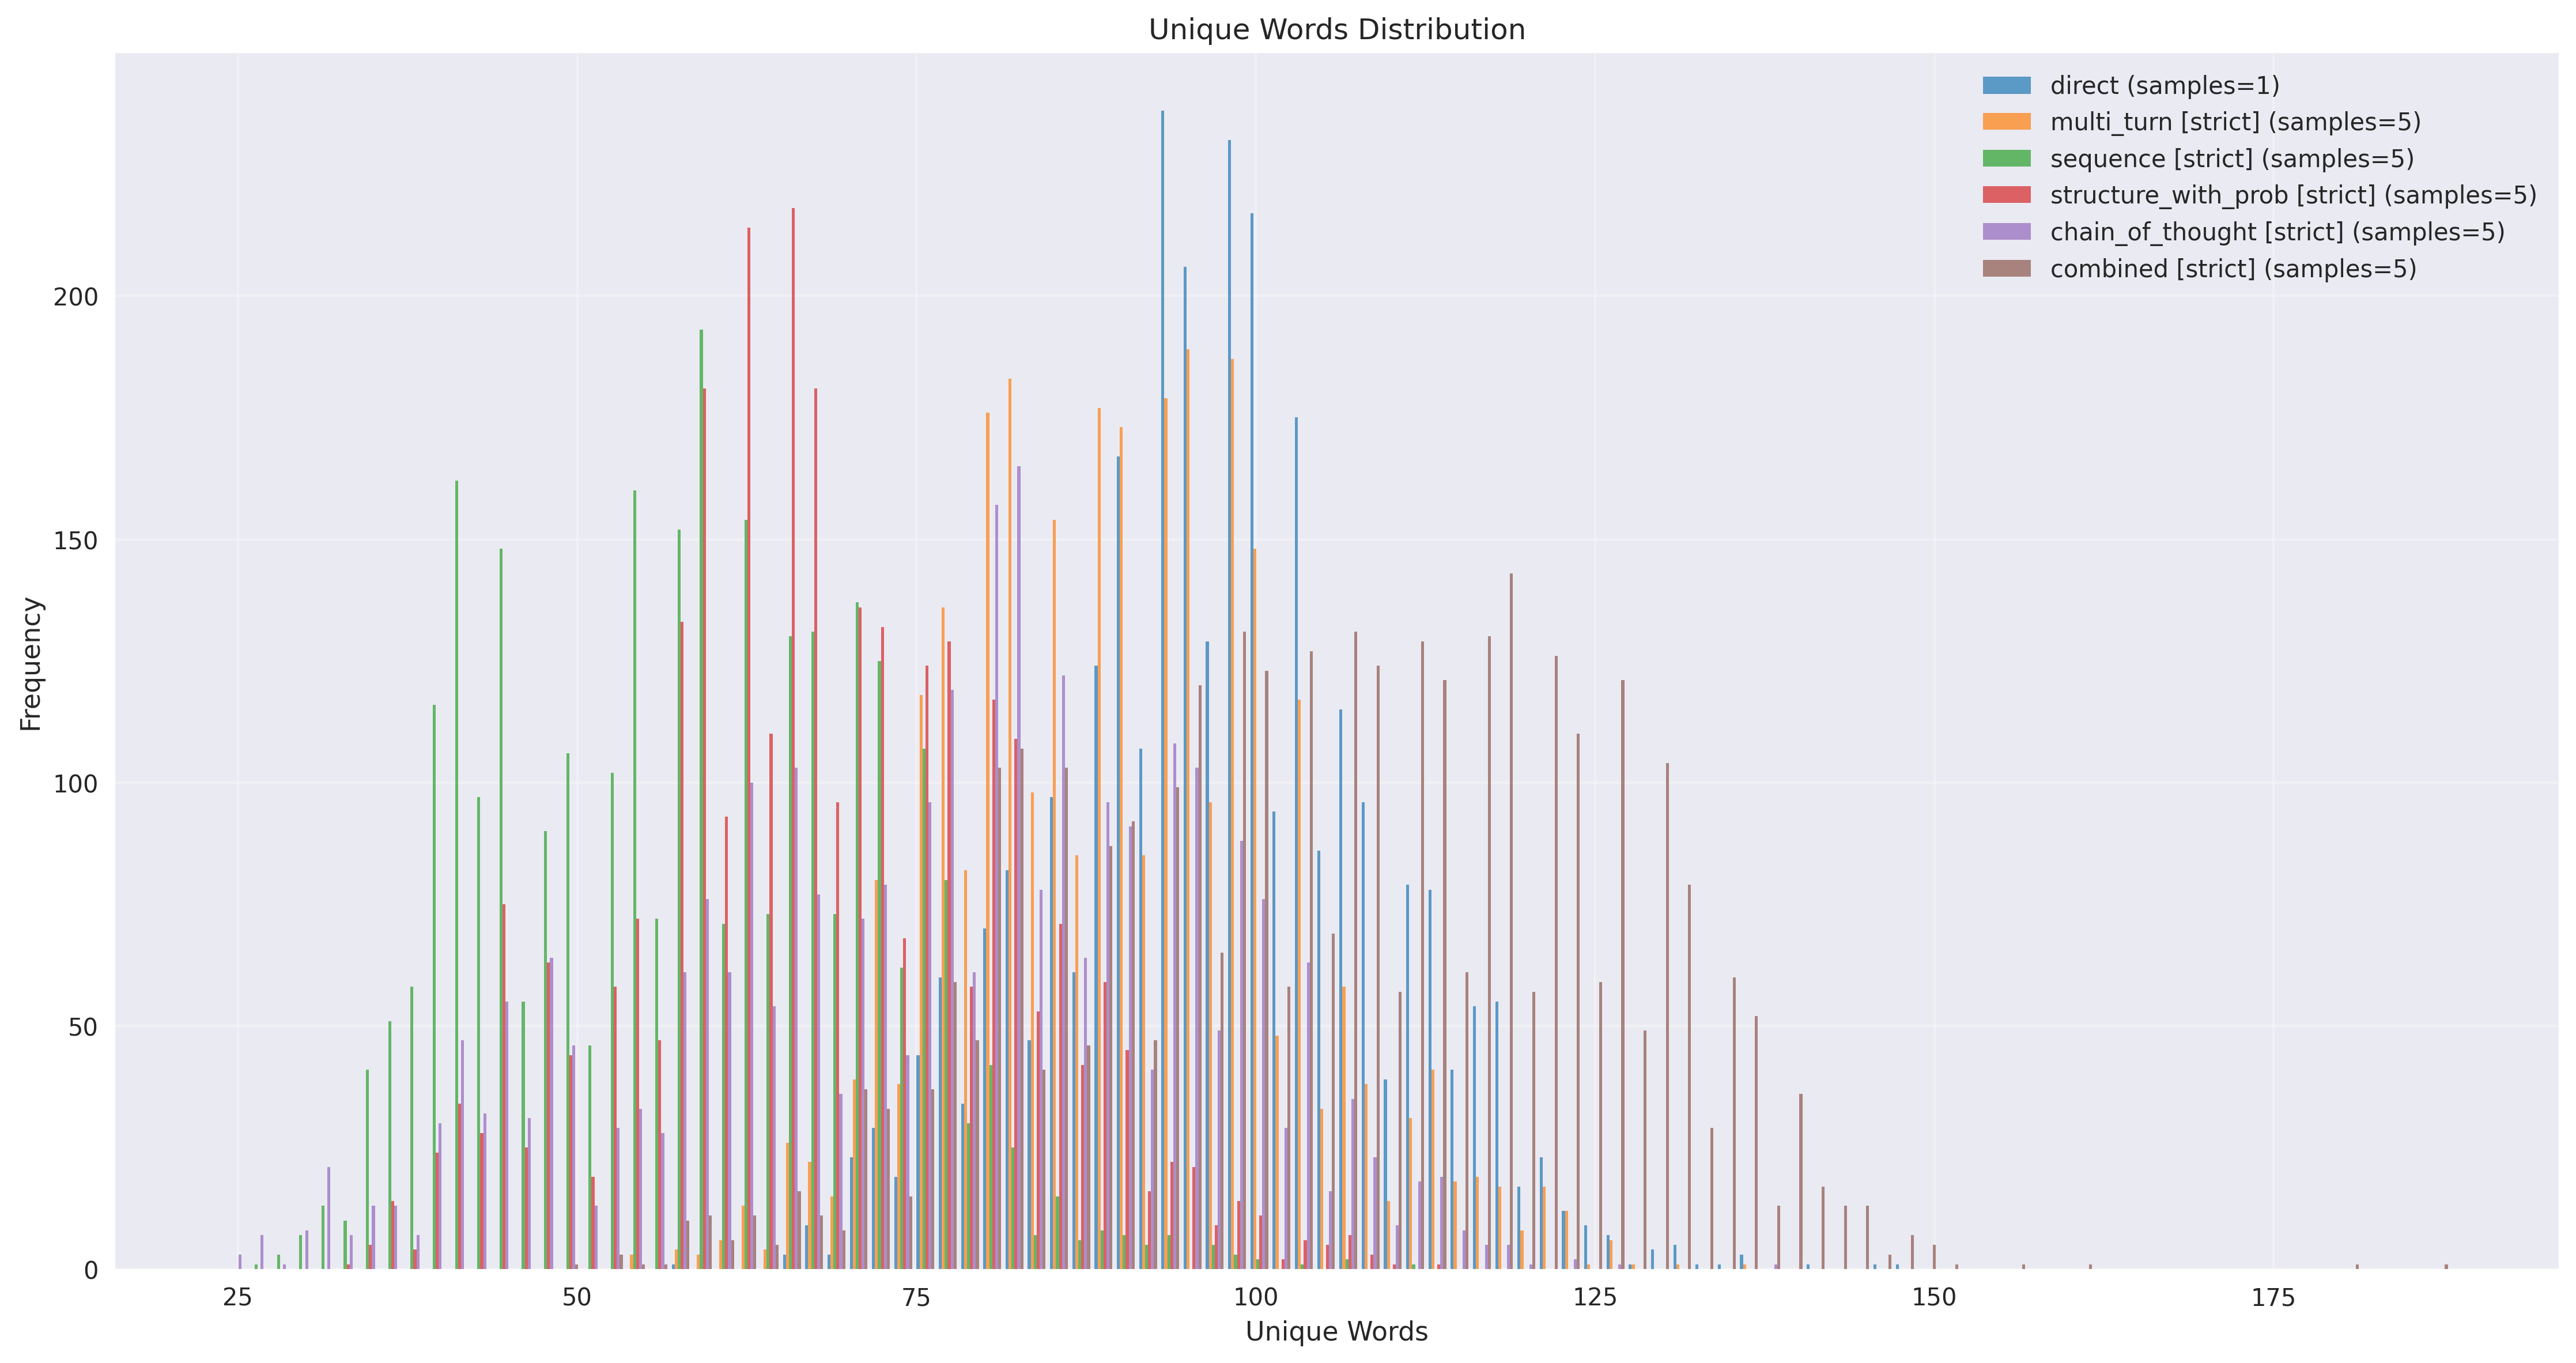 Unique Words Distribution
direct (samples=1)
multi_turn [strict] (samples=5)
sequence [strict] (samples=5)
structure_with_prob [strict] (samples=5)
chain_of_thought [strict] (samples=5)
combined [strict] (samples=5)
Frequency
200
150
100
50
0
25 50 75 100 125 150 175
Unique Words